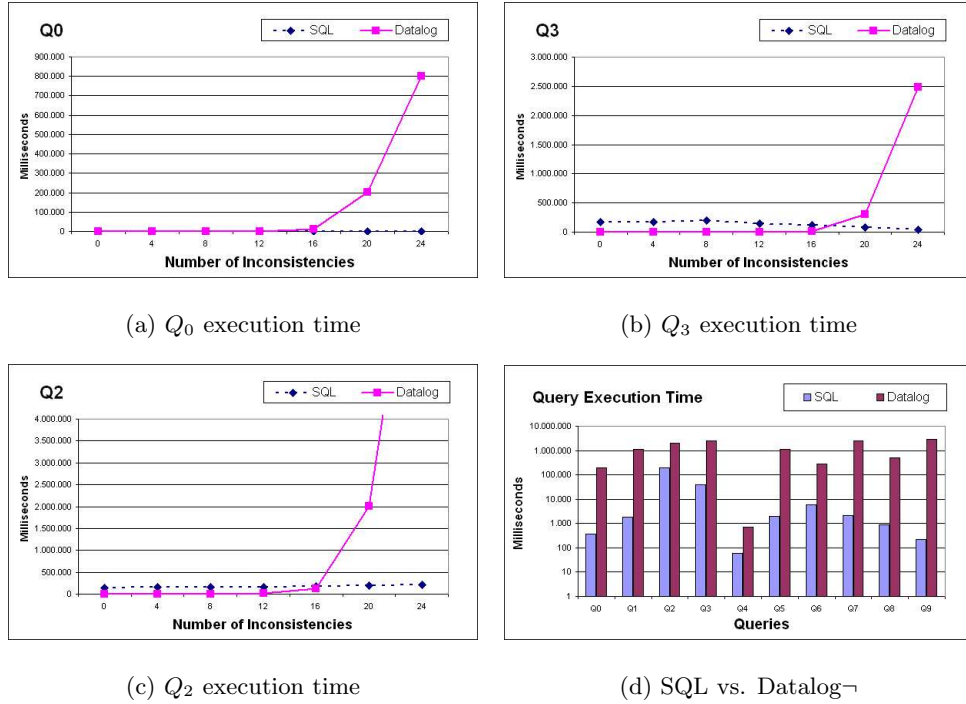 Q0
SQL Datalog
900.000
800.000
700.000
600.000
500.000
400.000
300.000
200.000
100.000
0
Milliseconds
0 4 8 12 16 20 24
Number of Inconsistencies
(a) Q0 execution time
Q3
SQL Datalog
3.000.000
2.500.000
2.000.000
1.500.000
1.000.000
500.000
0
Milliseconds
0 4 8 12 16 20 24
Number of Inconsistencies
(b) Q3 execution time
Q2
SQL Datalog
4.000.000
3.500.000
3.000.000
2.500.000
2.000.000
1.500.000
1.000.000
500.000
0
Milliseconds
0 4 8 12 16 20 24
Number of Inconsistencies
(c) Q2 execution time
Query Execution Time
SQL Datalog
10.000.000
1.000.000
100.000
10.000
1.000
100
10
1
Milliseconds
Q0 Q1 Q2 Q3 Q4 Q5 Q6 Q7 Q8 Q9
Queries
(d) SQL vs. Datalog¬